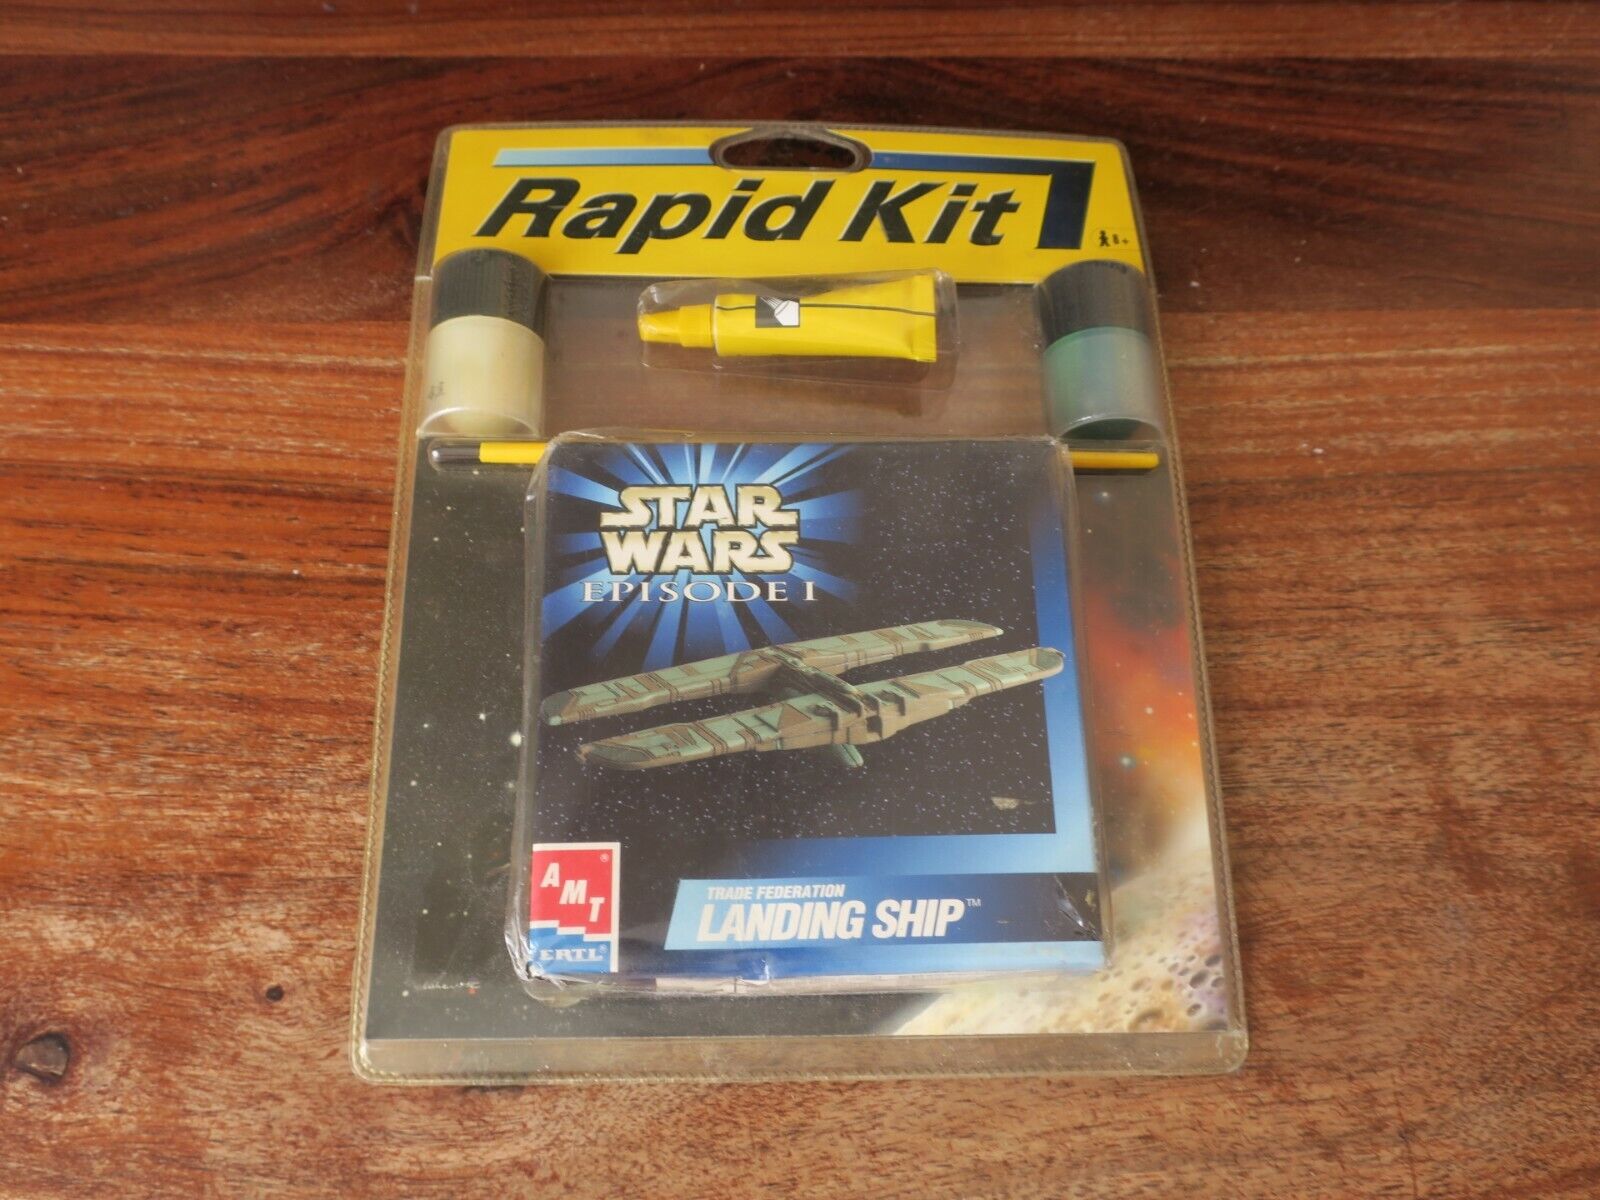 Rapid Kit
8+
STAR
WARS
EPISODE I
AMT®
ERTL®
TRADE FEDERATION
LANDING SHIP™